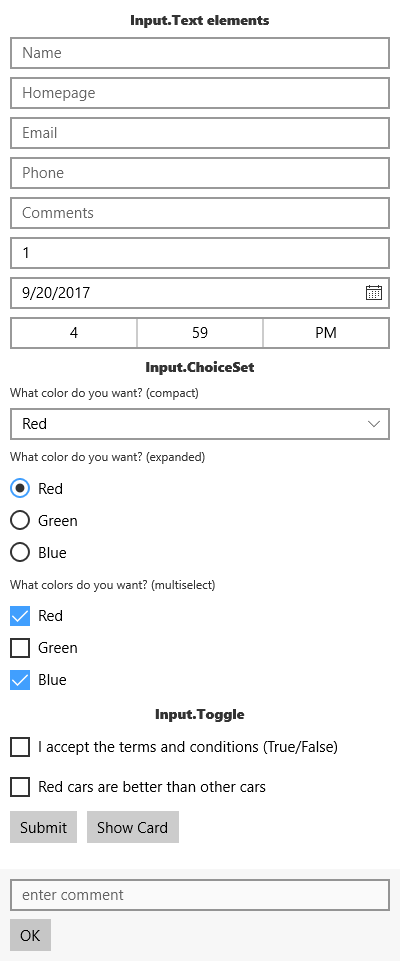 Input.Text elements
Name
Homepage
Email
Phone
Comments
1
9/20/2017
4 59 PM
Input.ChoiceSet
What color do you want? (compact)
Red
What color do you want? (expanded)
Red
Green
Blue
What colors do you want? (multiselect)
Red
Green
Blue
Input.Toggle
I accept the terms and conditions (True/False)
Red cars are better than other cars
Submit Show Card
enter comment
OK